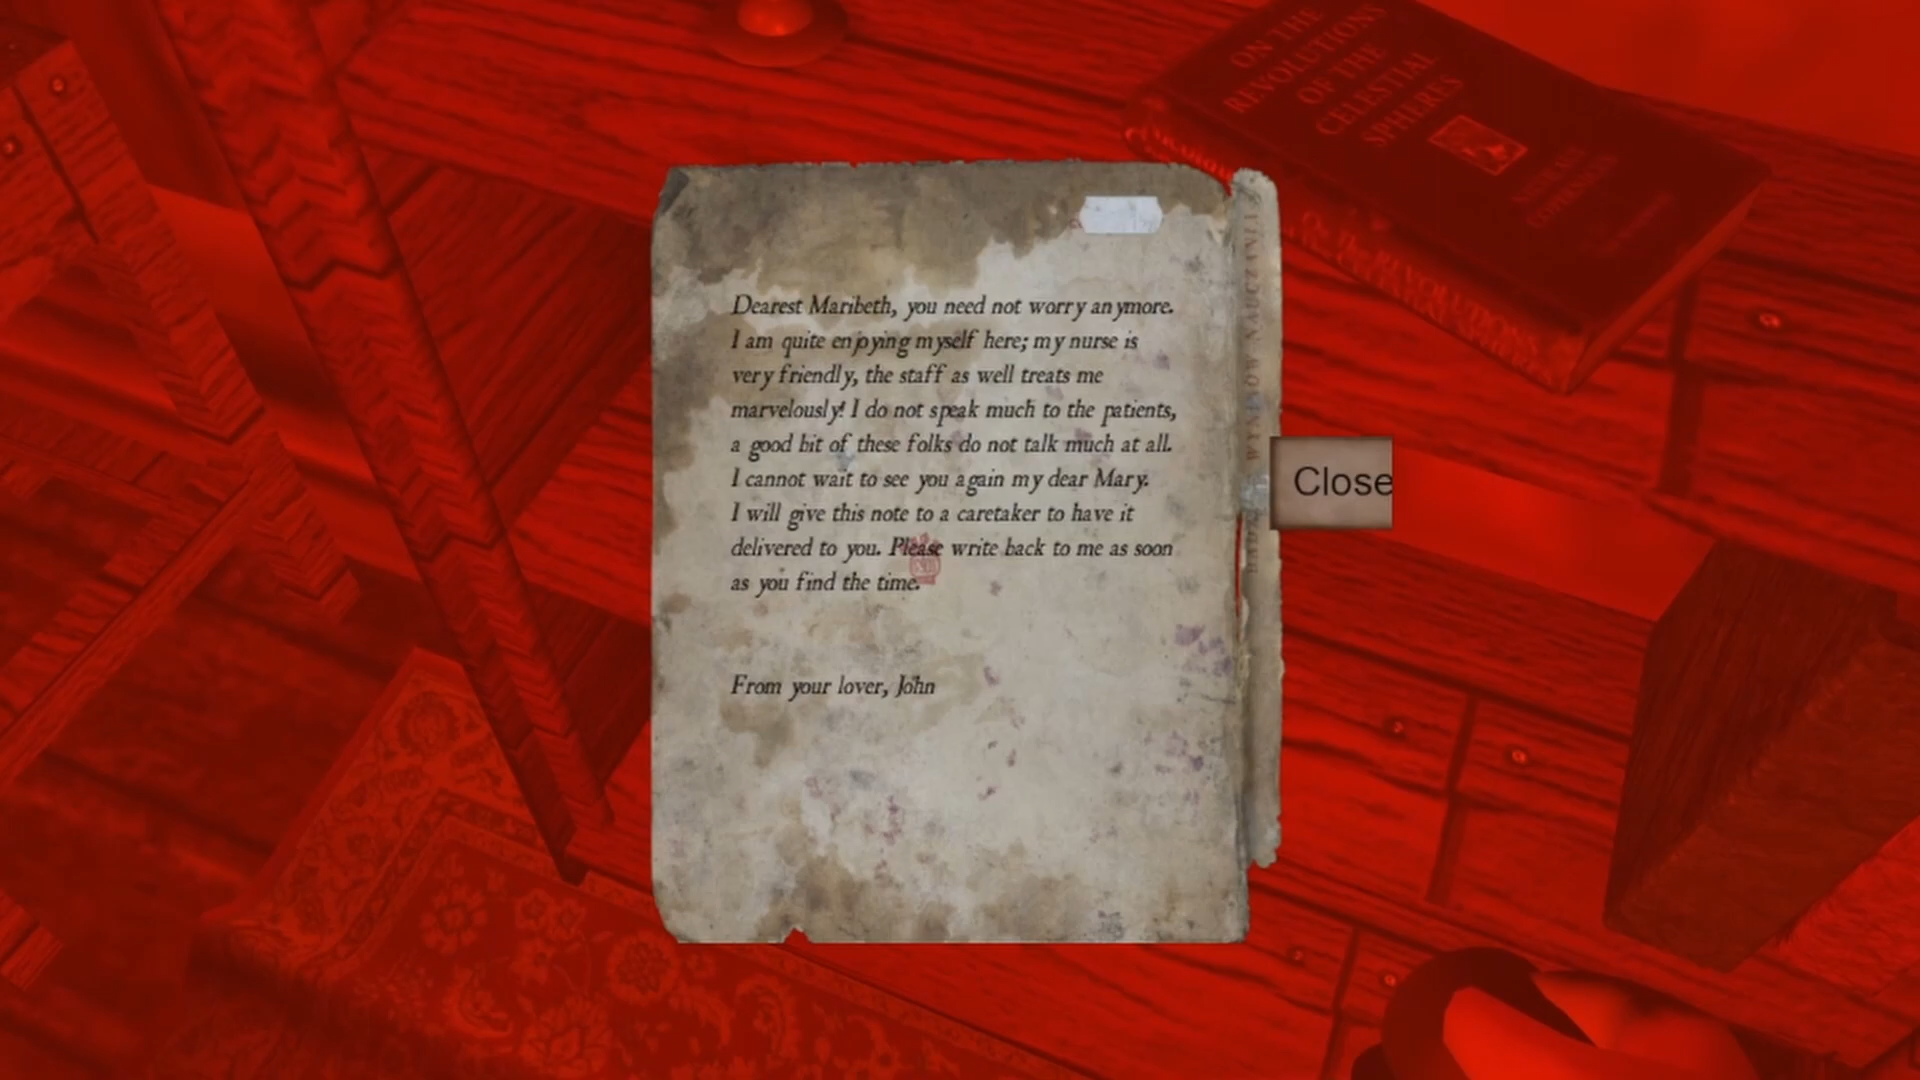 ON THE
REVOLUTIONS
OF THE
CELESTIAL
SPHERES
Dearest Maribeth, you need not worry anymore.
I am quite enjoying myself here; my nurse is
very friendly, the staff as well treats me
marvelously! I do not speak much to the patients,
a good bit of these folks do not talk much at all.
I cannot wait to see you again my dear Mary.
I will give this note to a caretaker to have it
delivered to you. Please write back to me as soon
as you find the time.
From your lover, John
Close